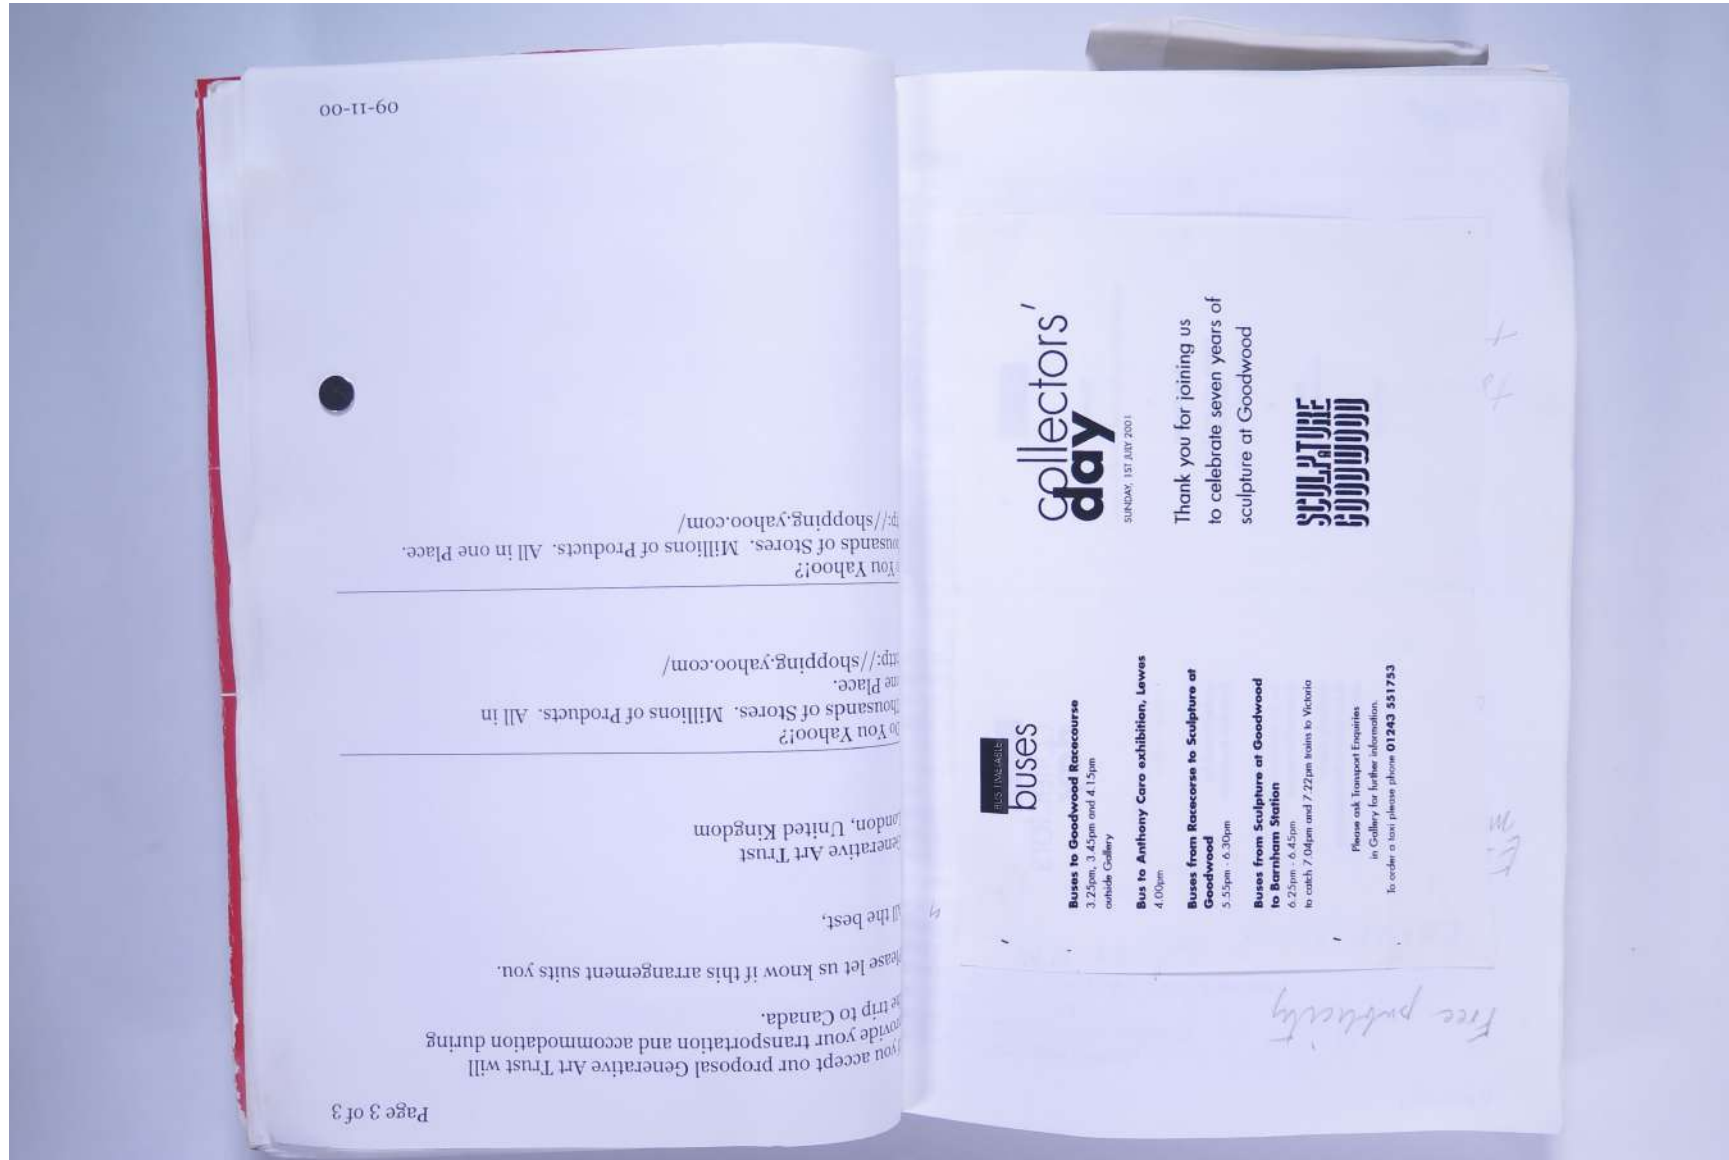 Page 3 of 3
you accept our proposal Generative Art Trust will
provide your transportation and accommodation during
the trip to Canada.
Please let us know if this arrangement suits you.
All the best,
Generative Art Trust
London, United Kingdom
Do You Yahoo!?
Thousands of Stores. Millions of Products. All in
one Place.
http://shopping.yahoo.com/
You Yahoo!?
ousands of Stores. Millions of Products. All in one Place.
p://shopping.yahoo.com/
09-11-00
collectors'
day
SUNDAY, 1ST JULY 2001
Thank you for joining us
to celebrate seven years of
sculpture at Goodwood
SCULPTURE
AT
GOODWOOD
BUS TIMETABLE
buses
Buses to Goodwood Racecourse
3.25pm, 3.45pm and 4.15pm
outside Gallery
Bus to Anthony Caro exhibition, Lewes
4.00pm
Buses from Racecorse to Sculpture at
Goodwood
5.55pm - 6.30pm
Buses from Sculpture at Goodwood
to Barnham Station
6.25pm - 6.45pm
to catch 7.04pm and 7.22pm trains to Victoria
Please ask Transport Enquiries
in Gallery for further information.
To order a taxi please phone 01243 551753
Free publicity